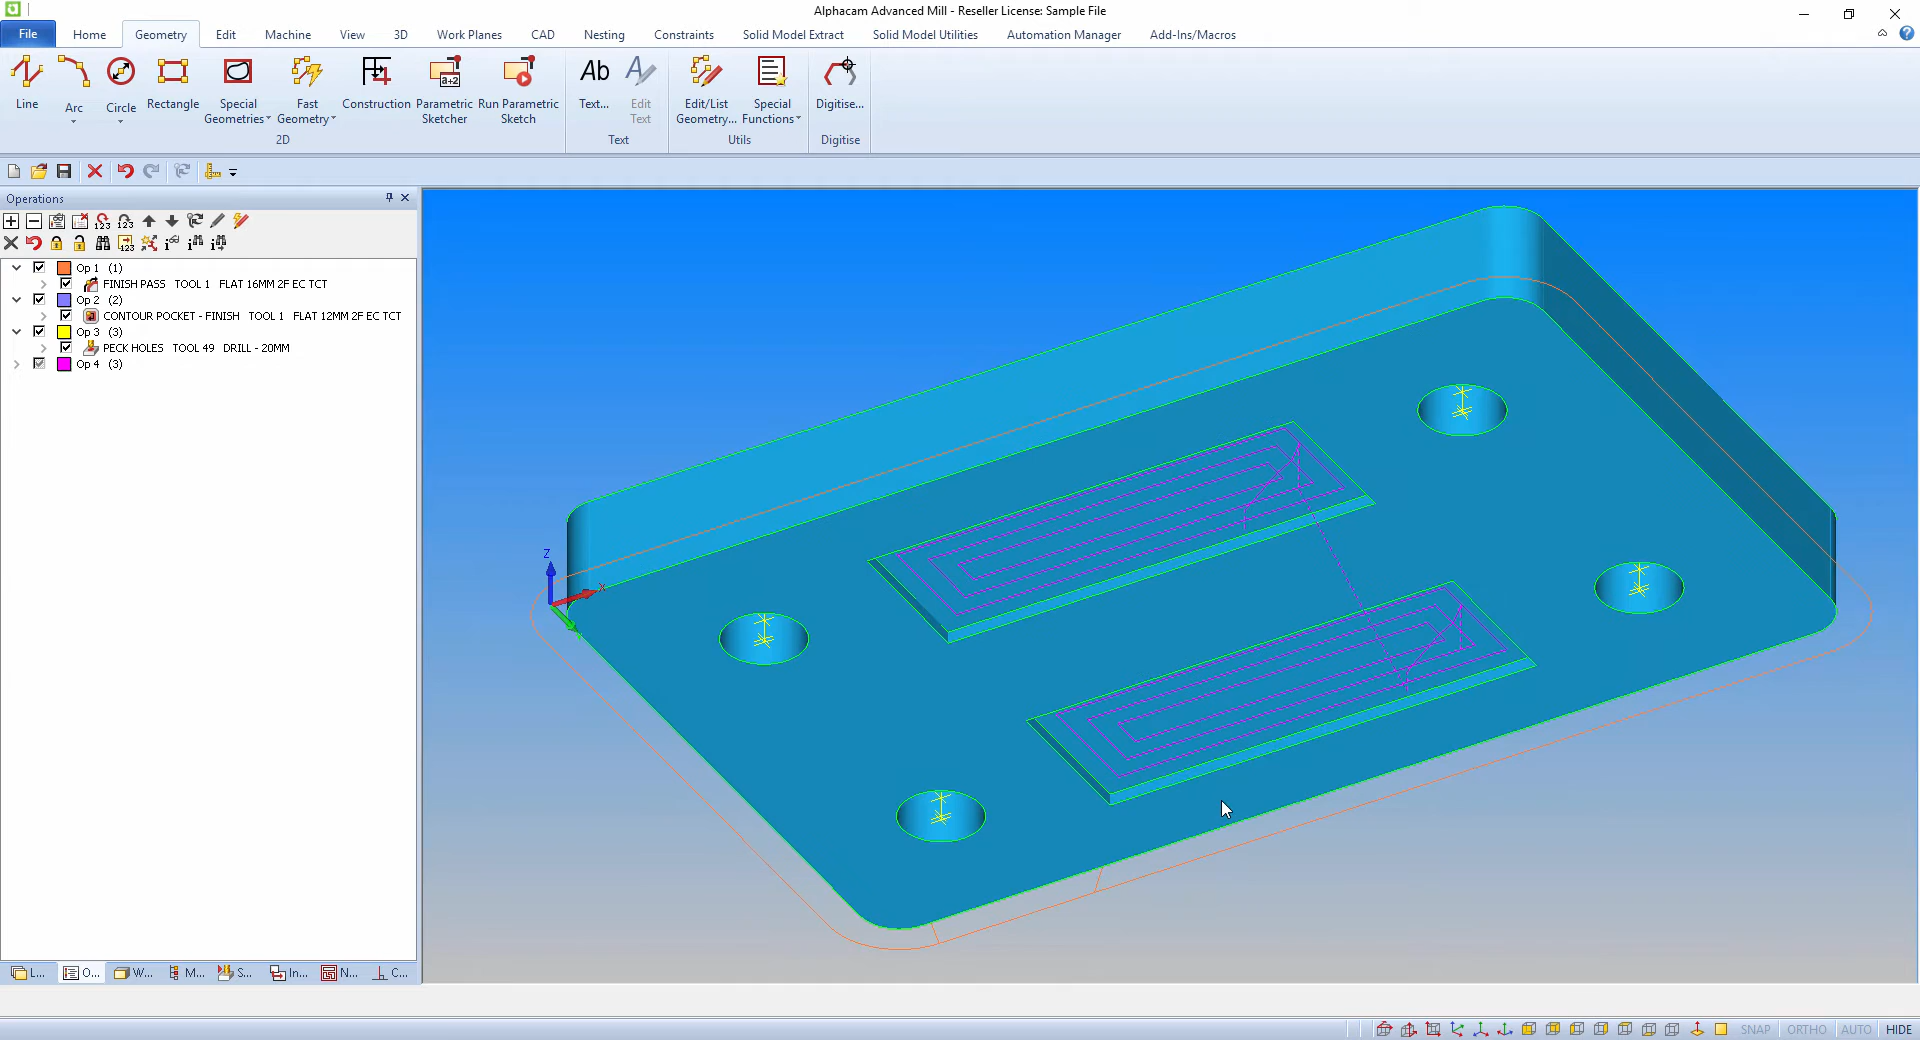 Alphacam Advanced Mill - Reseller License: Sample File
File
Home
Geometry
Edit
Machine
View
3D
Work Planes
CAD
Nesting
Constraints
Solid Model Extract
Solid Model Utilities
Automation Manager
Add-Ins/Macros
Line
Arc
Circle
Rectangle
Special
Geometries
Fast
Geometry
Construction
Parametric
Sketcher
Run Parametric
Sketch
Text...
Edit
Text
Edit/List
Geometry...
Special
Functions
Digitise...
2D
Text
Utils
Digitise
Operations
Op 1 (1)
FINISH PASS TOOL 1 FLAT 16MM 2F EC TCT
Op 2 (2)
CONTOUR POCKET - FINISH TOOL 1 FLAT 12MM 2F EC TCT
Op 3 (3)
PECK HOLES TOOL 49 DRILL - 20MM
Op 4 (3)
Z
X
L...
O...
W...
M...
S...
In...
N...
C...
SNAP
ORTHO
AUTO
HIDE